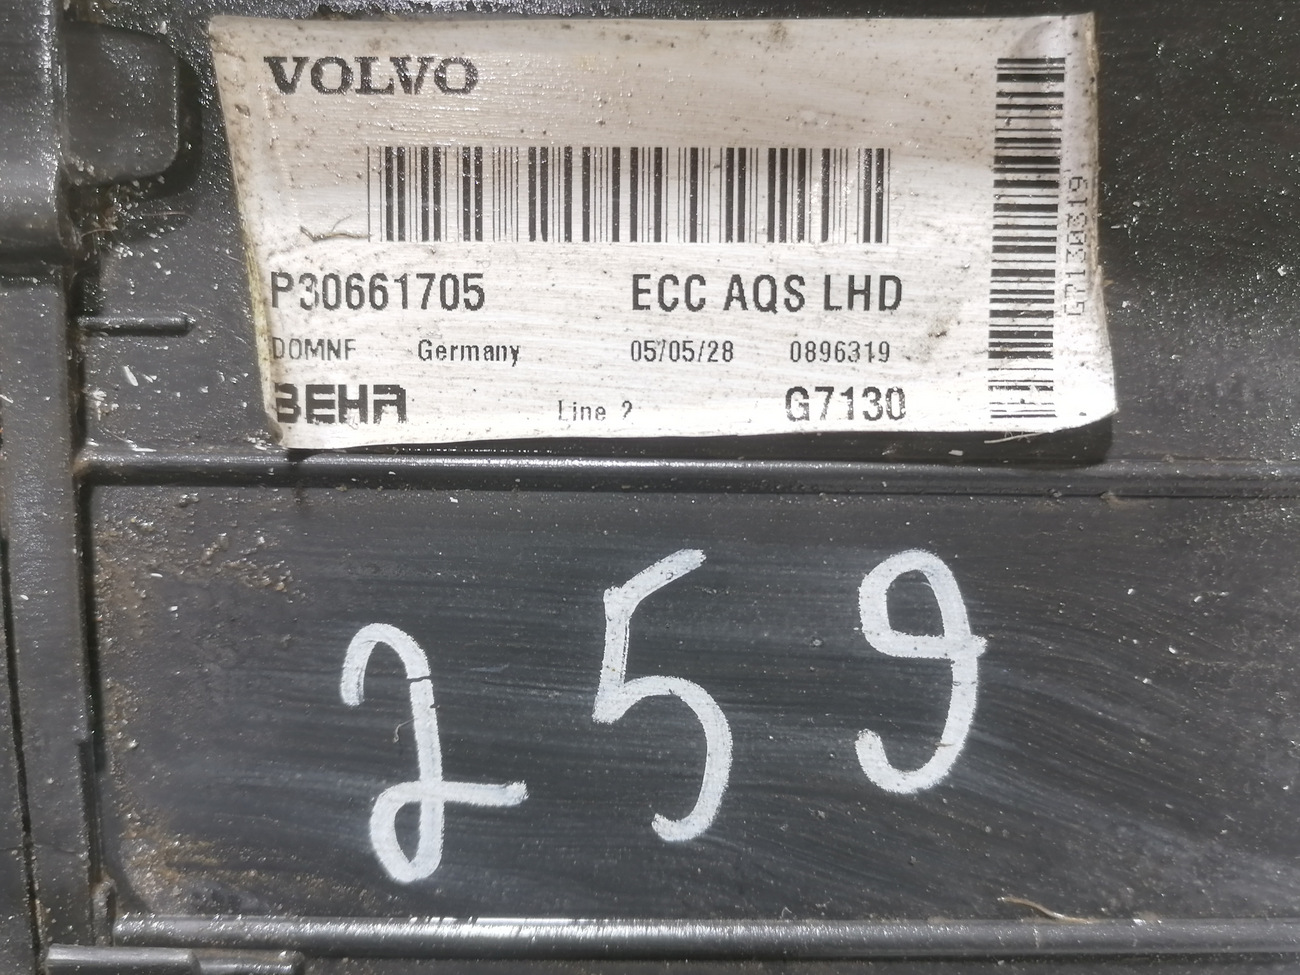 VOLVO
P30661705 ECC AQS LHD
DOMNF Germany 05/05/28 0896319
BEHR Line 2 G7130
G7130319
259